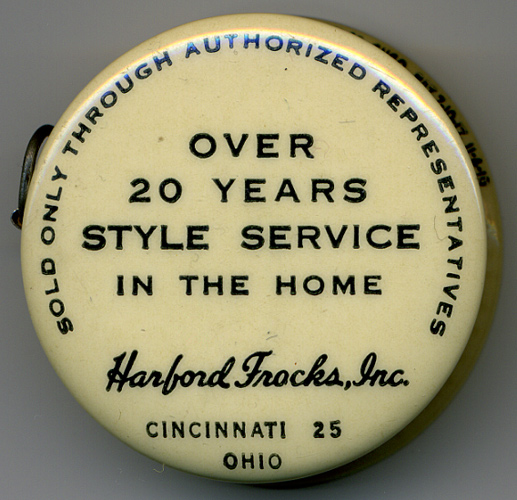 SOLD ONLY THROUGH AUTHORIZED REPRESENTATIVES
OVER
20 YEARS
STYLE SERVICE
IN THE HOME
Harford Frocks, Inc.
CINCINNATI 25
OHIO